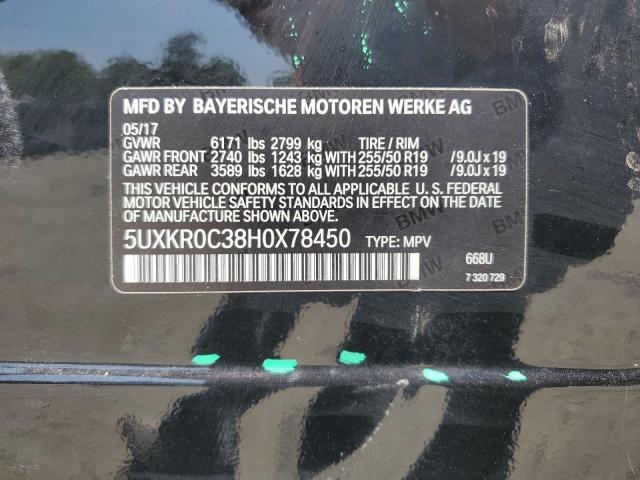 MFD BY BAYERISCHE MOTOREN WERKE AG
05/17
GVWR 6171 lbs 2799 kg TIRE / RIM
GAWR FRONT 2740 lbs 1243 kg WITH 255/50 R19 /9.0J x 19
GAWR REAR 3589 lbs 1628 kg WITH 255/50 R19 /9.0J x 19
THIS VEHICLE CONFORMS TO ALL APPLICABLE U. S. FEDERAL
MOTOR VEHICLE SAFETY STANDARDS IN EFFECT ON THE DATE
OF MANUFACTURE SHOWN ABOVE.
5UXKR0C38H0X78450 TYPE: MPV
668U
7 320 729